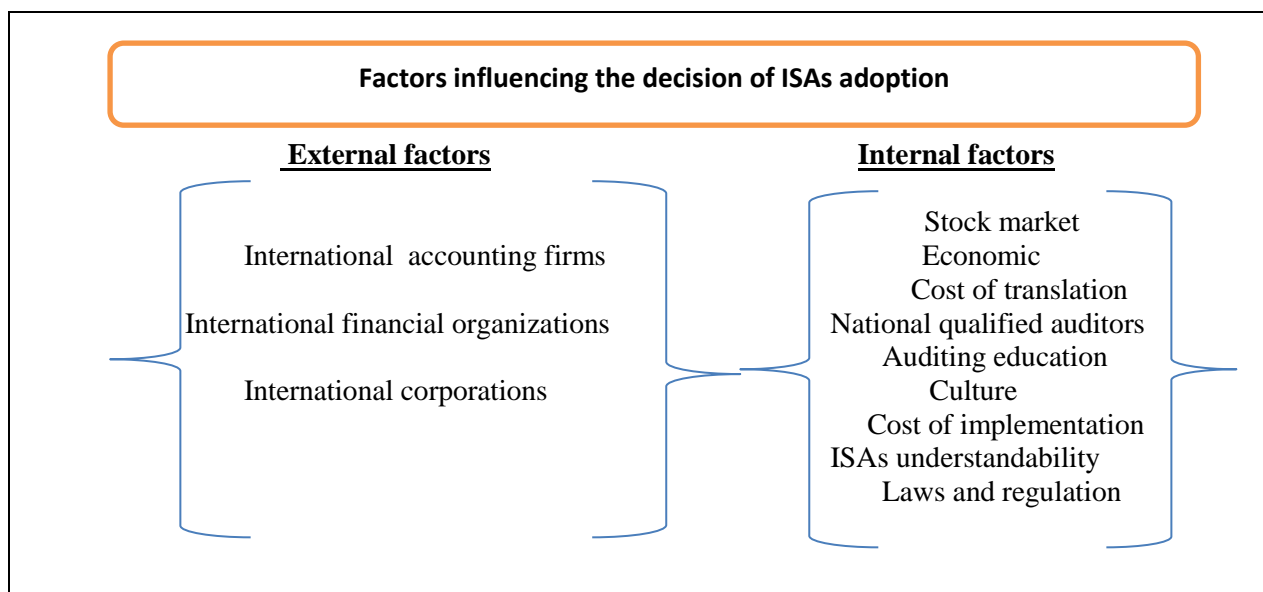 Factors influencing the decision of ISAs adoption
External factors
International accounting firms
International financial organizations
International corporations
Internal factors
Stock market
Economic
Cost of translation
National qualified auditors
Auditing education
Culture
Cost of implementation
ISAs understandability
Laws and regulation